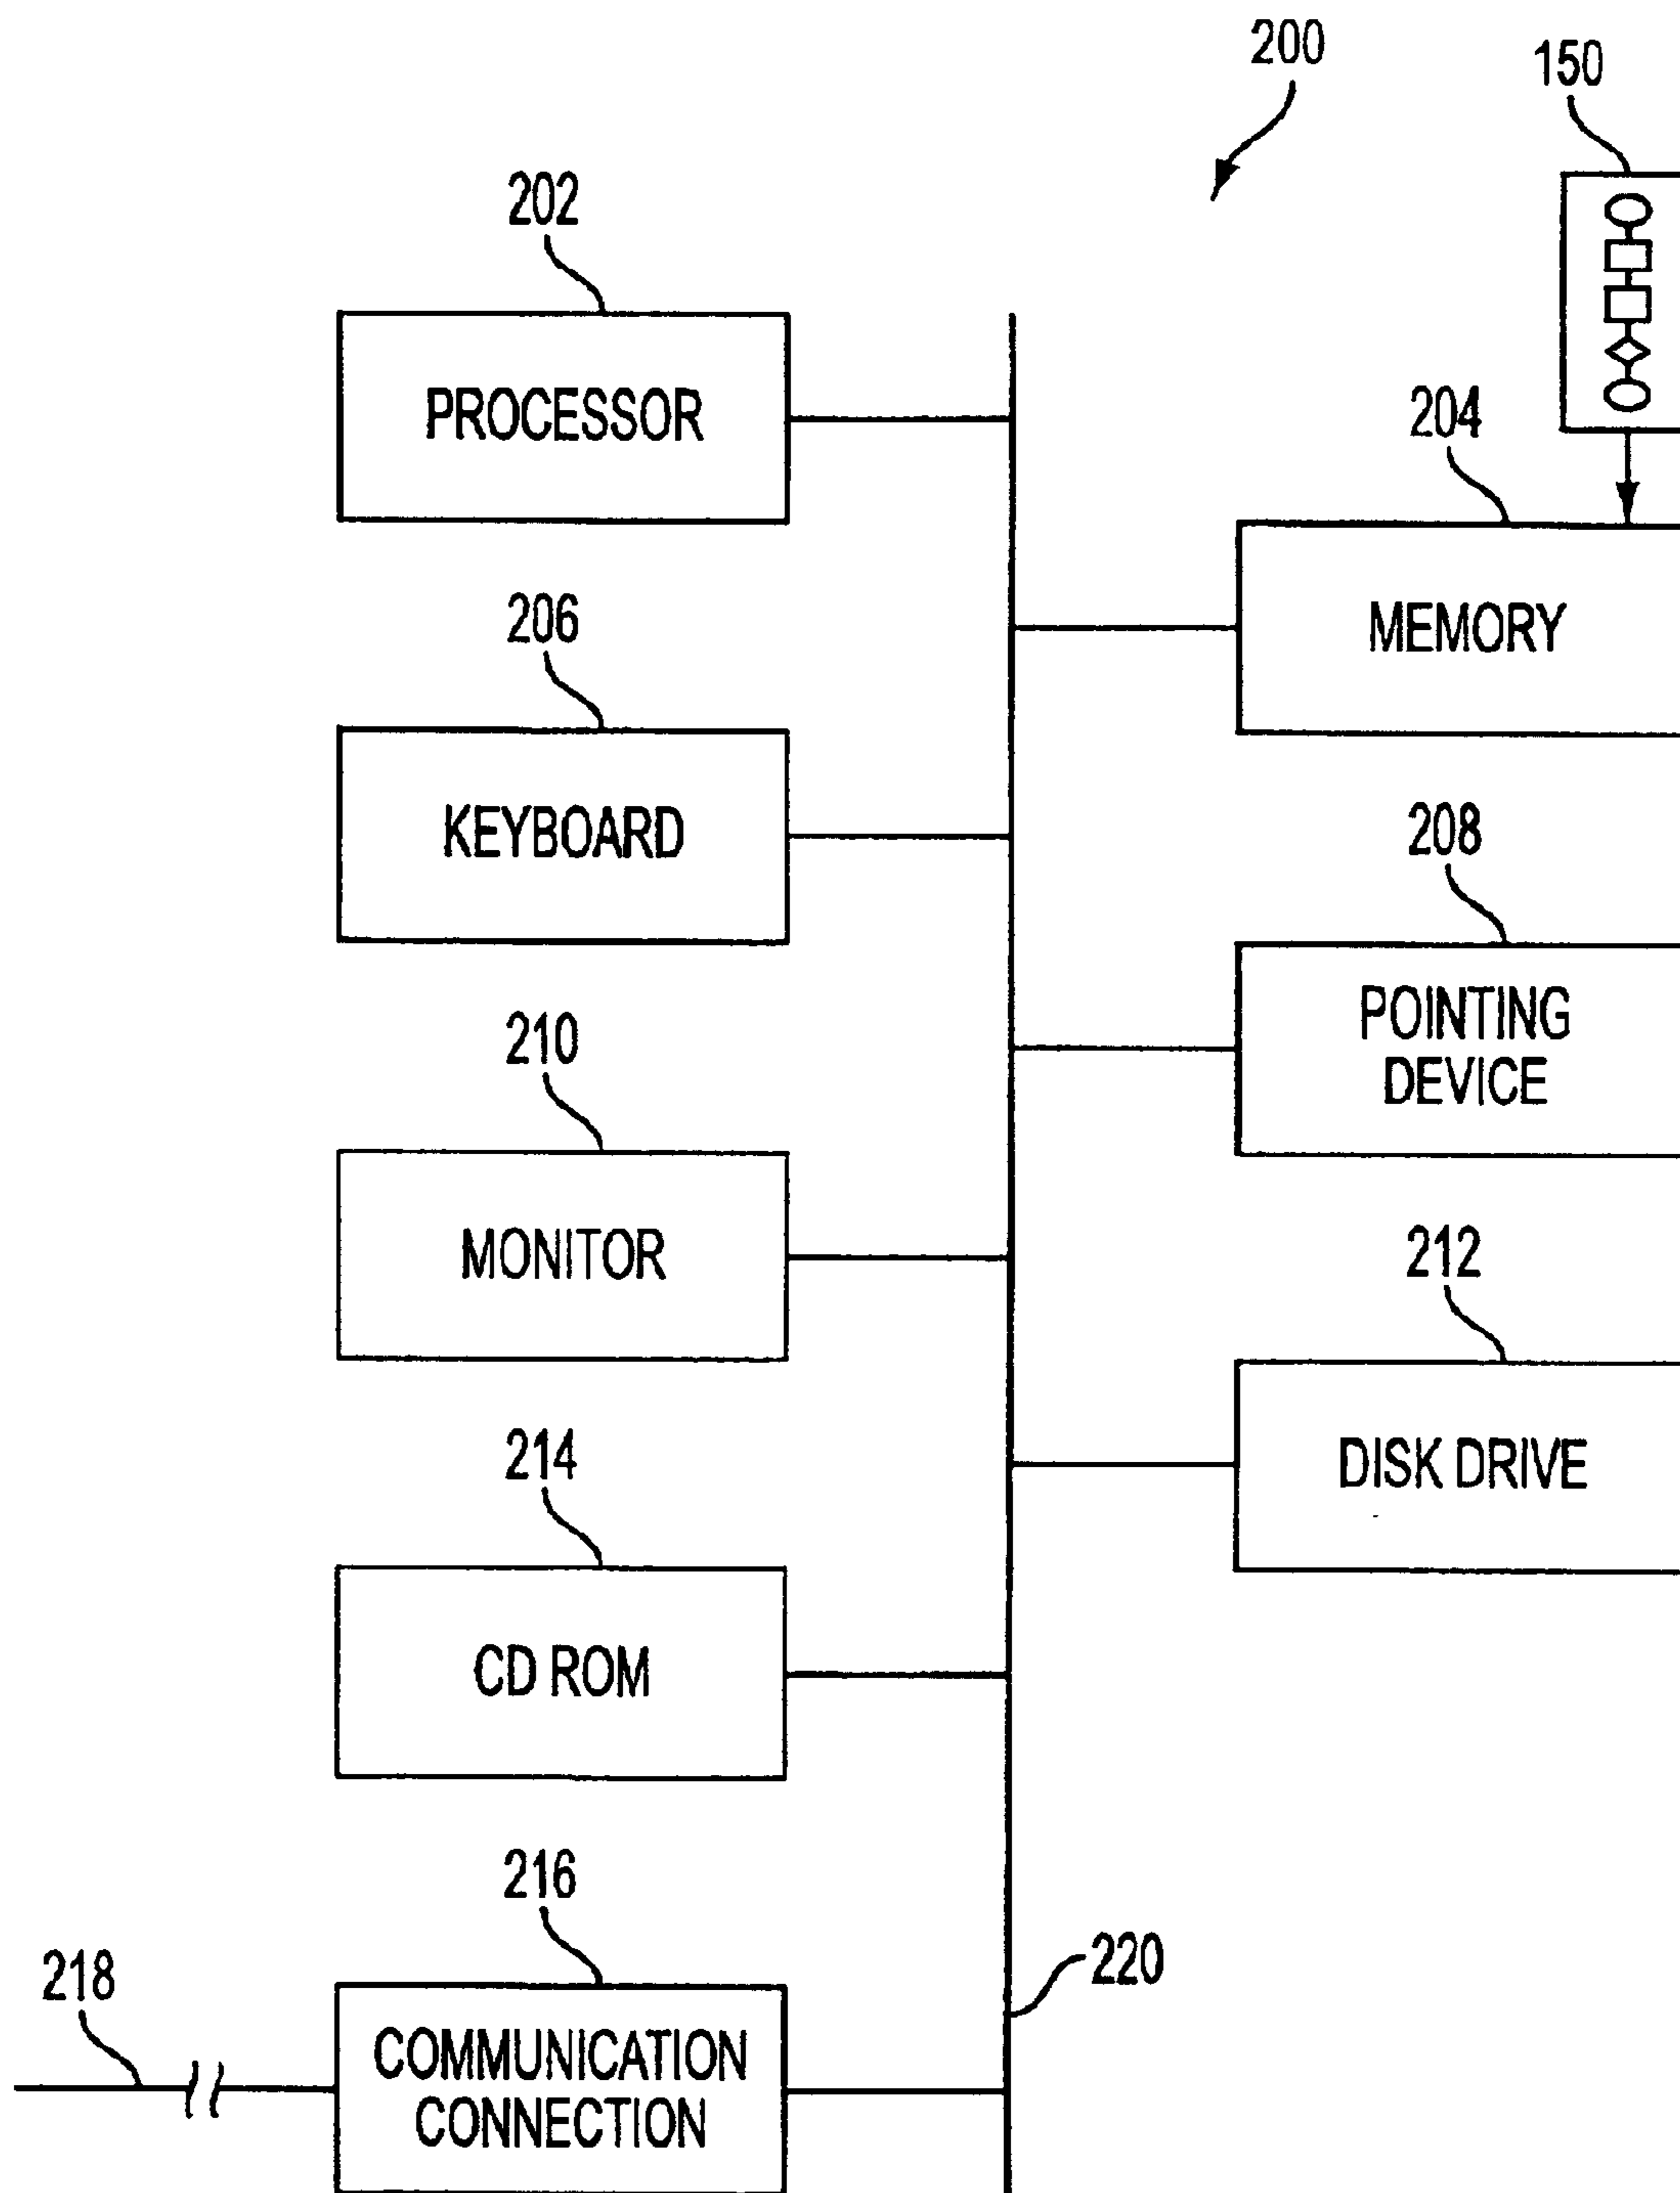 200
150
202
PROCESSOR
204
MEMORY
206
KEYBOARD
208
POINTING
DEVICE
210
MONITOR
212
DISK DRIVE
214
CD ROM
216
218
COMMUNICATION
CONNECTION
220